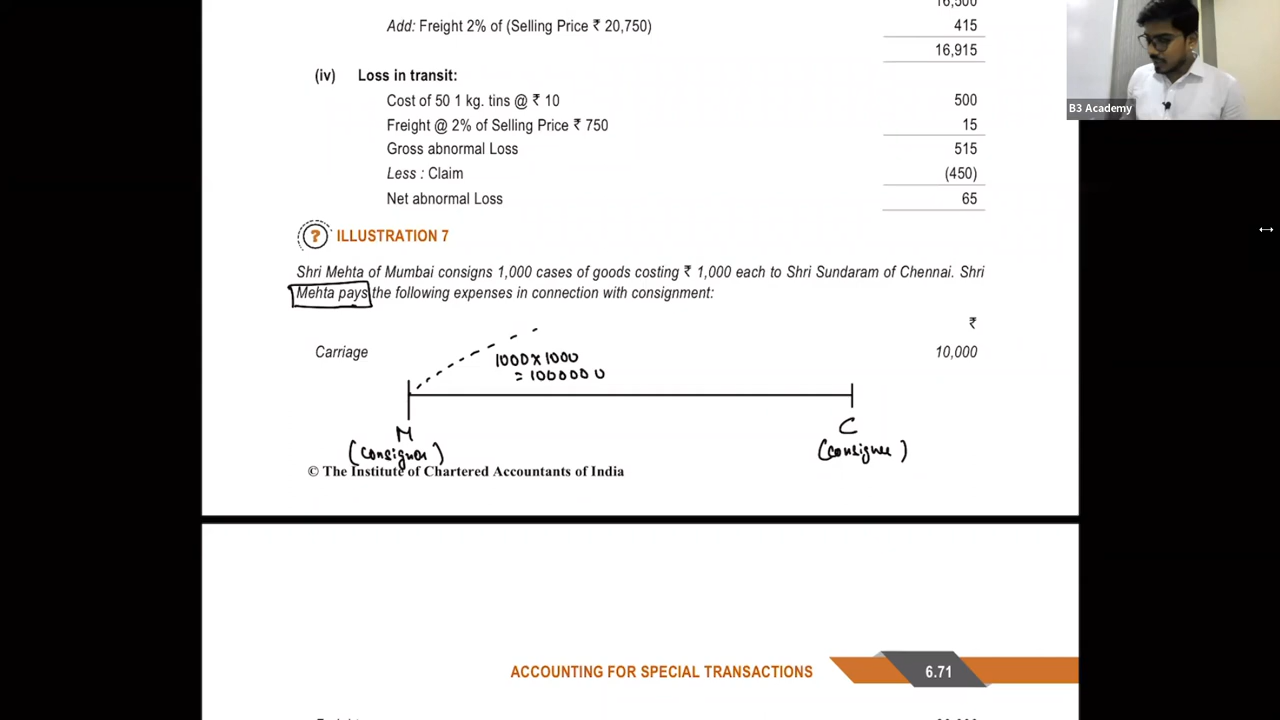 16,500
Add: Freight 2% of (Selling Price ₹ 20,750) 415
16,915
(iv) Loss in transit:
Cost of 50 1 kg. tins @ ₹ 10 500
Freight @ 2% of Selling Price ₹ 750 15
Gross abnormal Loss 515
Less : Claim (450)
Net abnormal Loss 65
? ILLUSTRATION 7
Shri Mehta of Mumbai consigns 1,000 cases of goods costing ₹ 1,000 each to Shri Sundaram of Chennai. Shri
Mehta pays the following expenses in connection with consignment:
₹
Carriage 10,000
1000 x 1000
= 1000000
M
(consignor)
C
(consignee)
© The Institute of Chartered Accountants of India
ACCOUNTING FOR SPECIAL TRANSACTIONS 6.71
B3 Academy